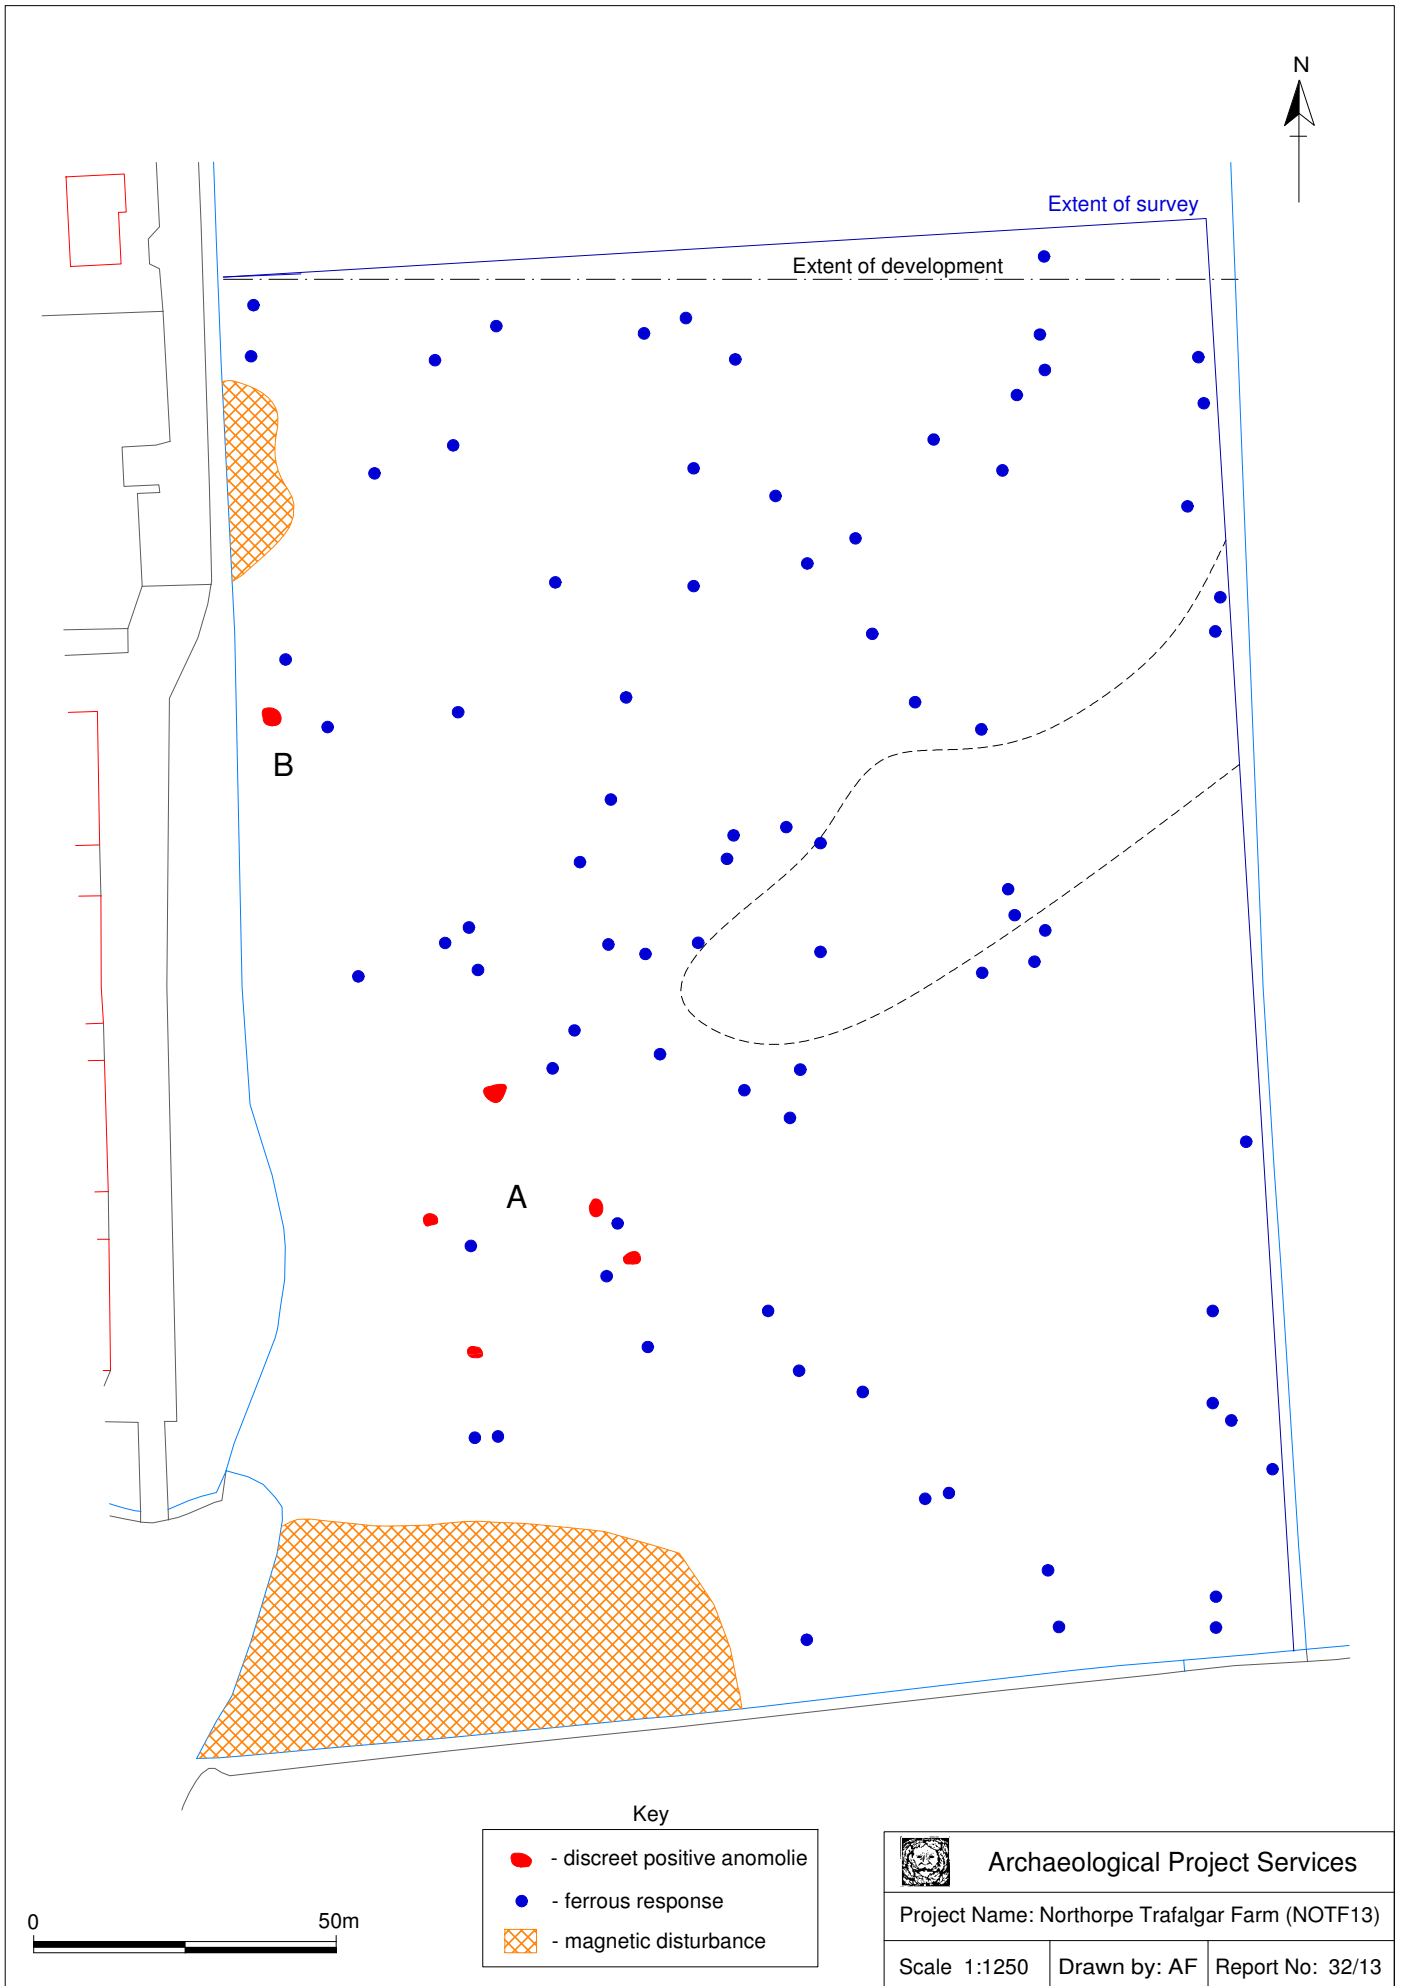 N
Extent of survey
Extent of development
B
A
Key
- discreet positive anomolie
- ferrous response
- magnetic disturbance
0 50m
Archaeological Project Services
Project Name: Northorpe Trafalgar Farm (NOTF13)
Scale 1:1250 Drawn by: AF Report No: 32/13